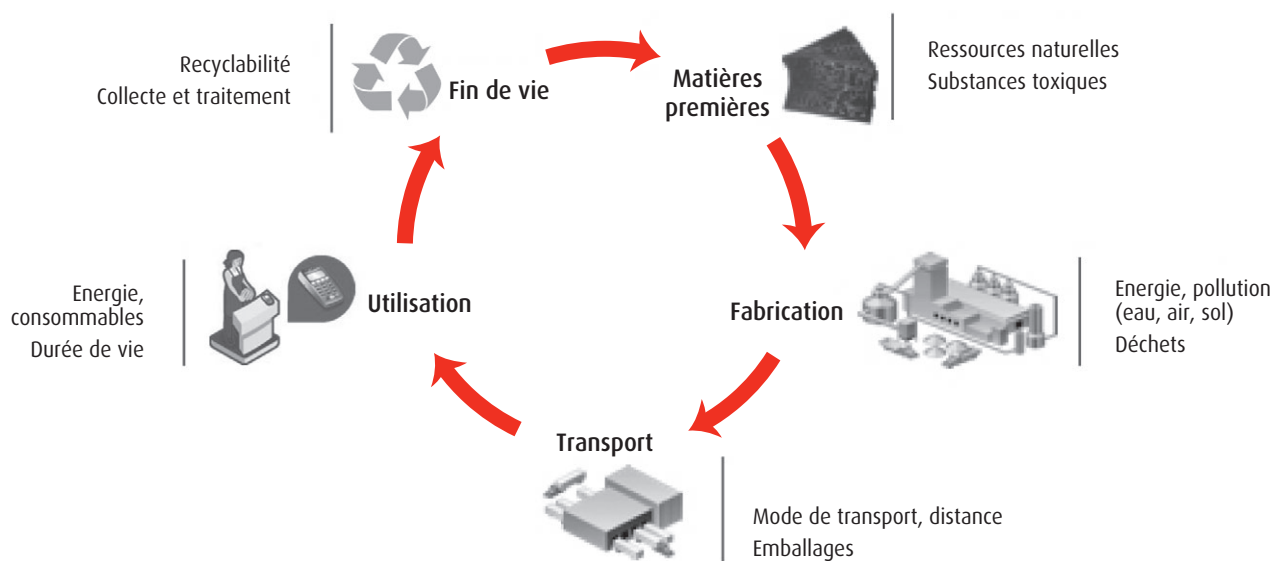 Recyclabilité
Collecte et traitement
Fin de vie
Matières
premières
Ressources naturelles
Substances toxiques
Energie,
consommables
Durée de vie
Utilisation
Fabrication
Energie, pollution
(eau, air, sol)
Déchets
Transport
Mode de transport, distance
Emballages